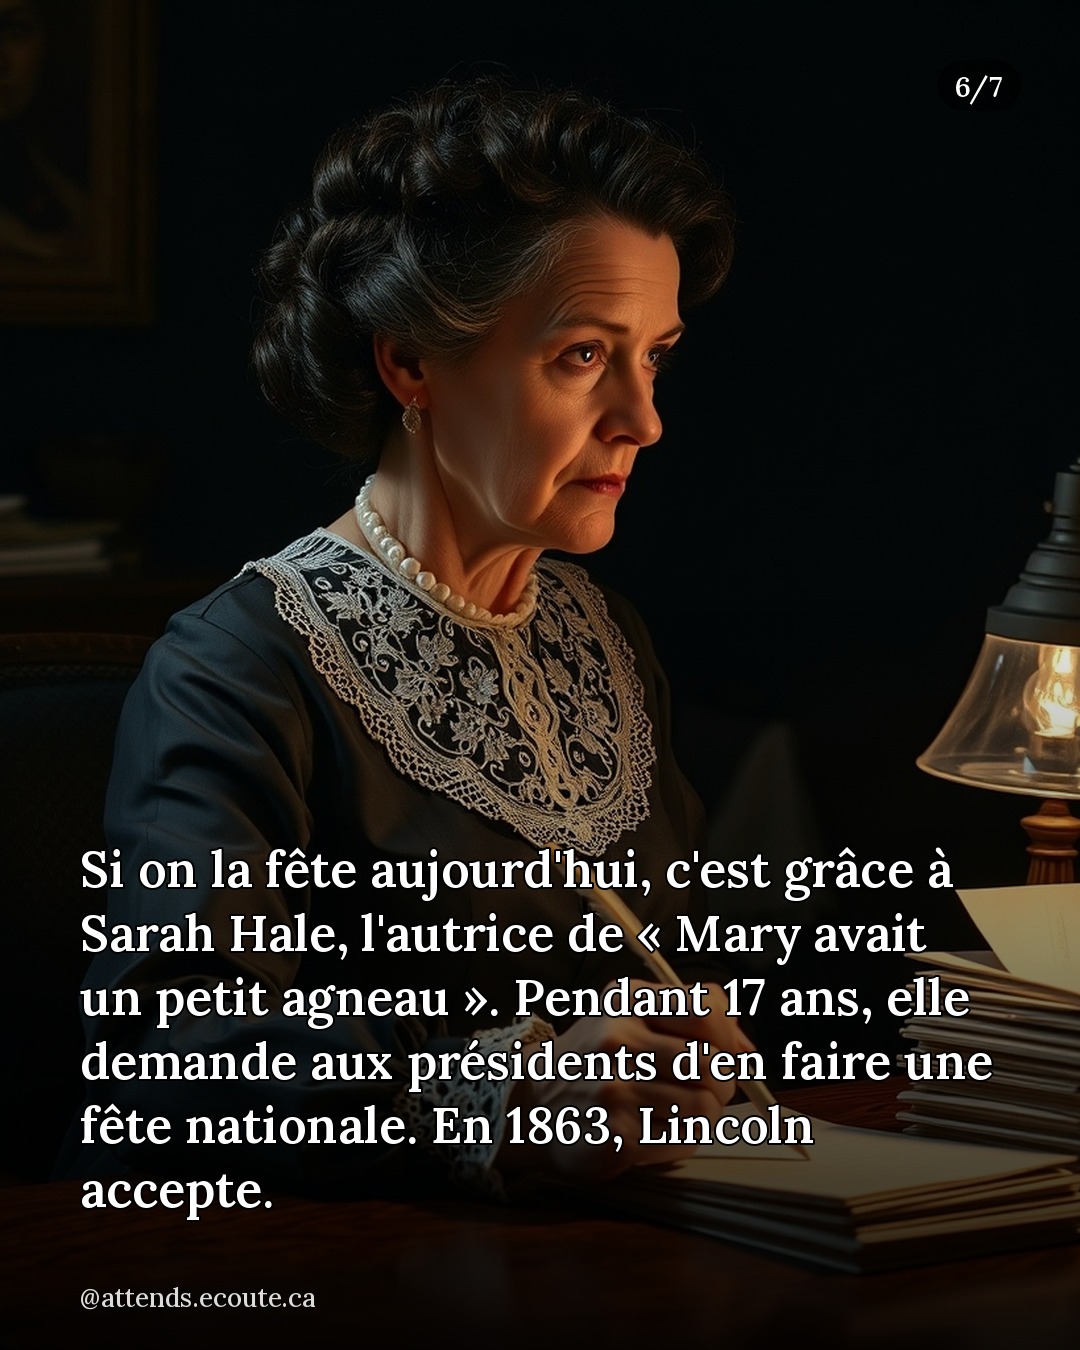 6/7
Si on la fête aujourd'hui, c'est grâce à
Sarah Hale, l'autrice de « Mary avait
un petit agneau ». Pendant 17 ans, elle
demande aux présidents d'en faire une
fête nationale. En 1863, Lincoln
accepte.
@attends.ecoute.ca